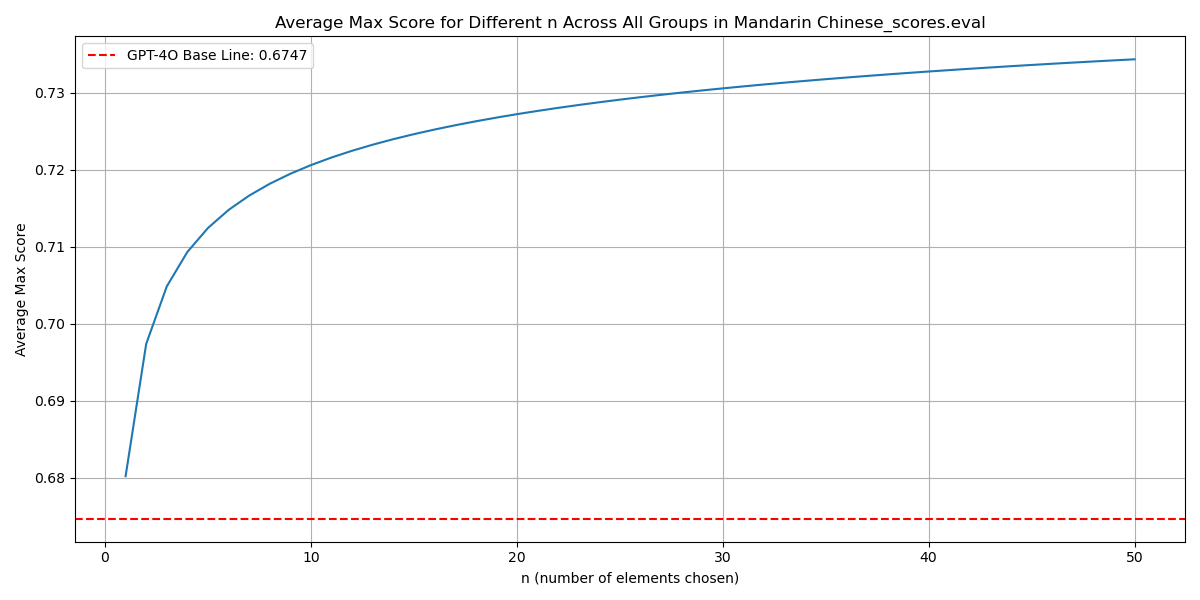 Average Max Score for Different n Across All Groups in Mandarin Chinese_scores.eval
GPT-4O Base Line: 0.6747
Average Max Score
0.73
0.72
0.71
0.70
0.69
0.68
0 10 20 30 40 50
n (number of elements chosen)